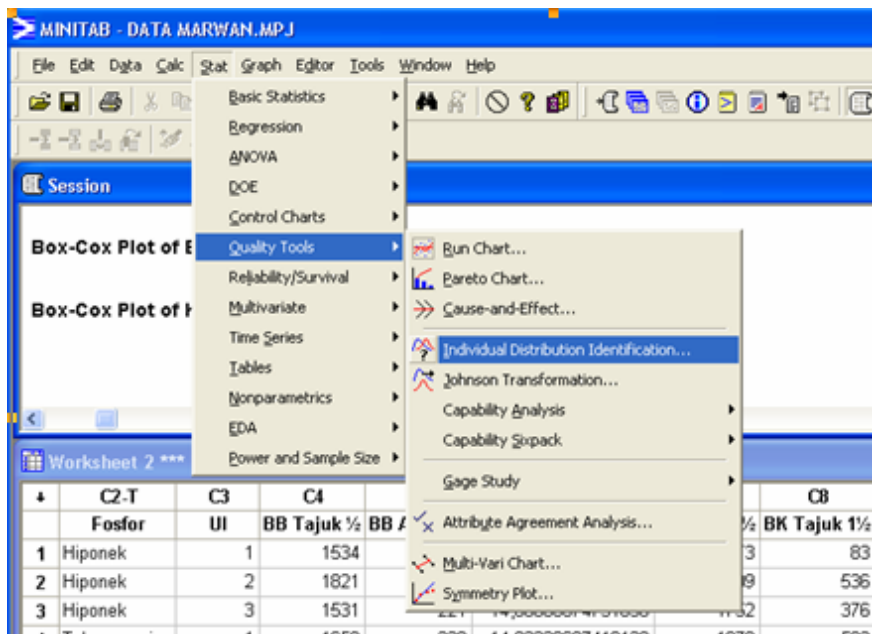 MINITAB - DATA MARWAN.MPJ
File Edit Data Calc Stat Graph Editor Tools Window Help
Basic Statistics
Regression
ANOVA
DOE
Control Charts
Quality Tools
Reliability/Survival
Multivariate
Time Series
Tables
Nonparametrics
EDA
Power and Sample Size
Run Chart...
Pareto Chart...
Cause-and-Effect...
Individual Distribution Identification...
Johnson Transformation...
Capability Analysis
Capability Sixpack
Gage Study
Attribute Agreement Analysis...
Multi-Vari Chart...
Symmetry Plot...
Session
Box-Cox Plot of
Box-Cox Plot of
Worksheet 2 ***
C2-T C3 C4 C8
Fosfor Ul BB Tajuk ½ BB BK Tajuk 1½
1 Hiponek 1 1534 83
2 Hiponek 2 1821 536
3 Hiponek 3 1531 376